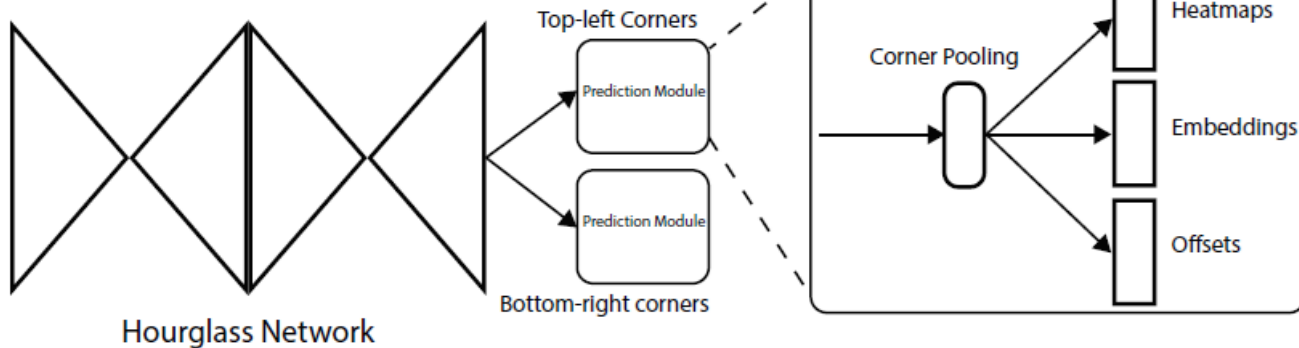 Top-left Corners
Prediction Module
Prediction Module
Bottom-right corners
Hourglass Network
Corner Pooling
Heatmaps
Embeddings
Offsets